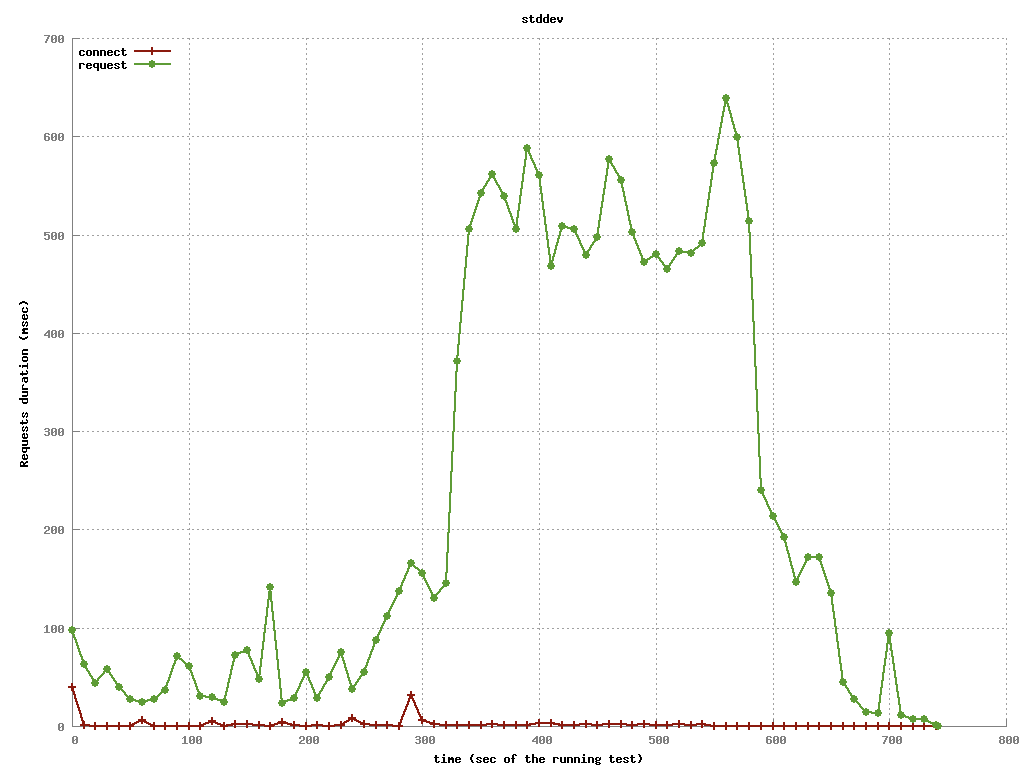 stddev
connect
request
700
600
500
400
300
200
100
0
Requests duration (msec)
0 100 200 300 400 500 600 700 800
time (sec of the running test)